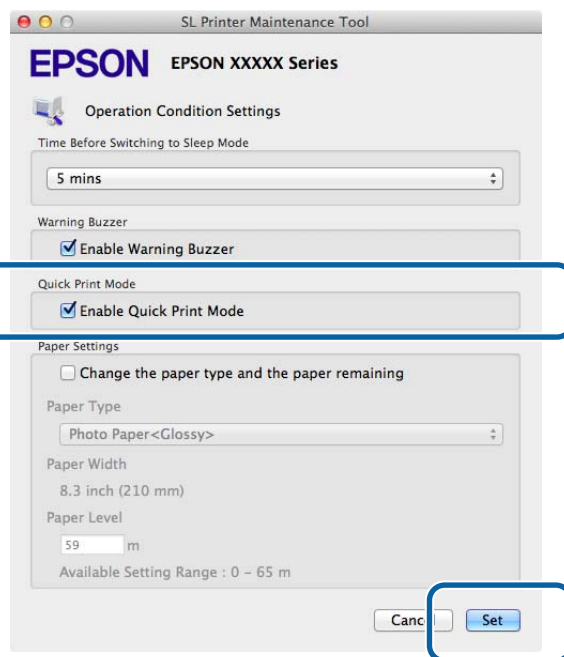 SL Printer Maintenance Tool
EPSON EPSON XXXXX Series
Operation Condition Settings
Time Before Switching to Sleep Mode
5 mins
Warning Buzzer
Enable Warning Buzzer
Quick Print Mode
Enable Quick Print Mode
Paper Settings
Change the paper type and the paper remaining
Paper Type
Photo Paper<Glossy>
Paper Width
8.3 inch (210 mm)
Paper Level
59 m
Available Setting Range : 0 – 65 m
Cancel Set